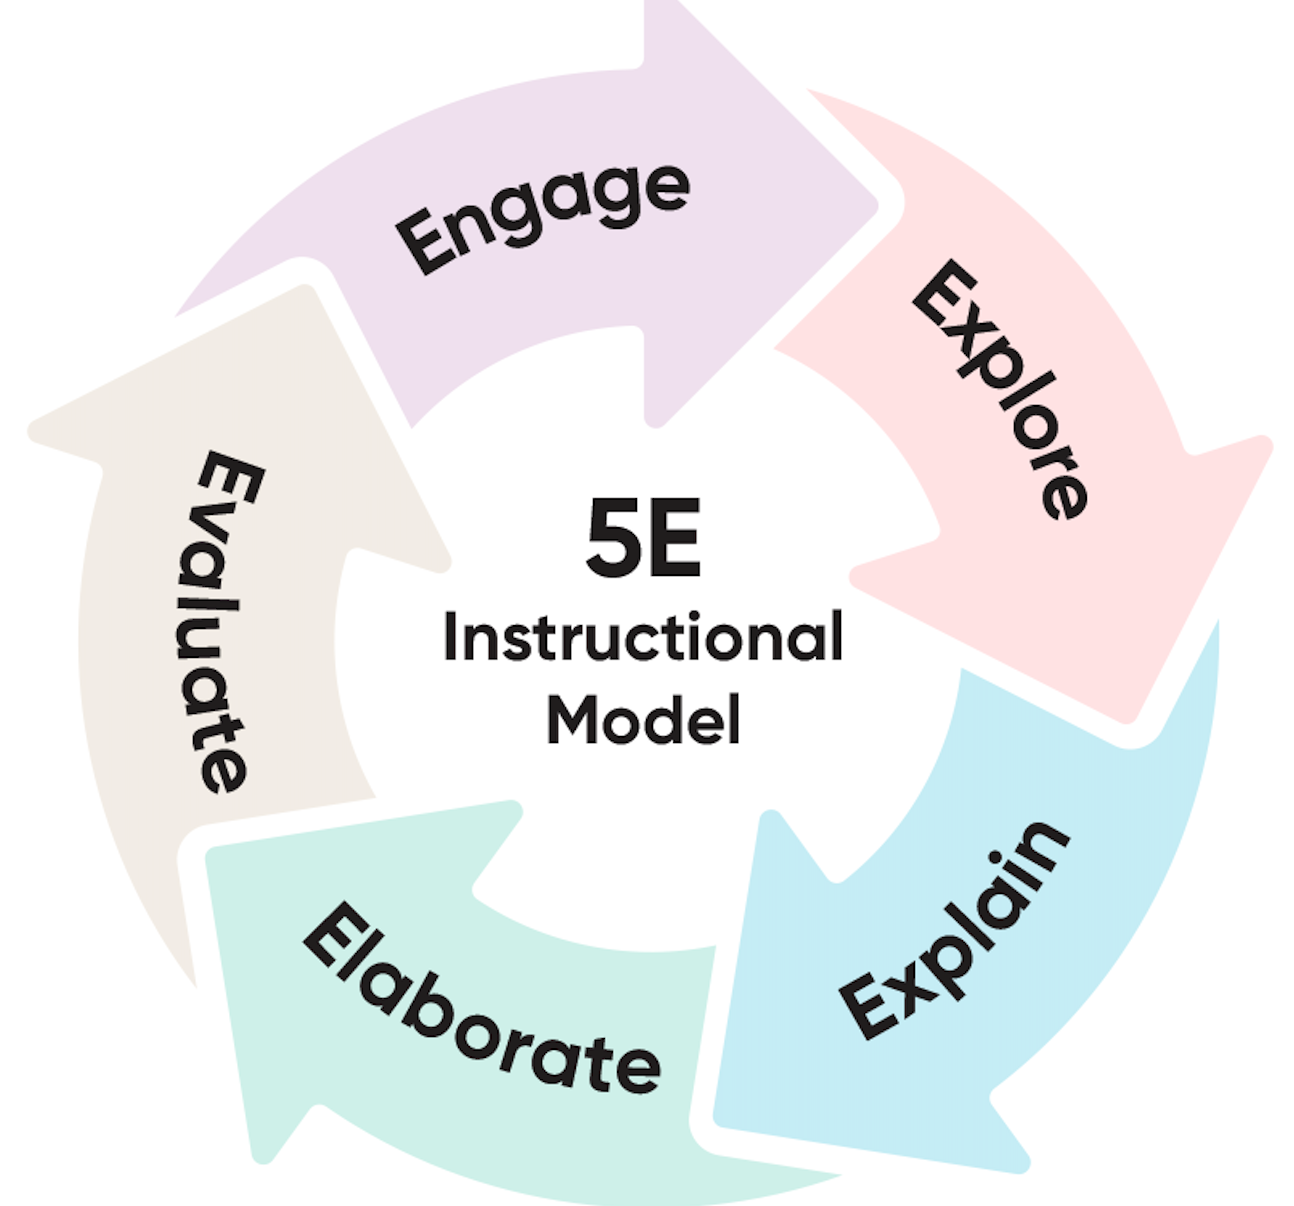 Engage
Explore
Explain
Elaborate
Evaluate
5E
Instructional
Model